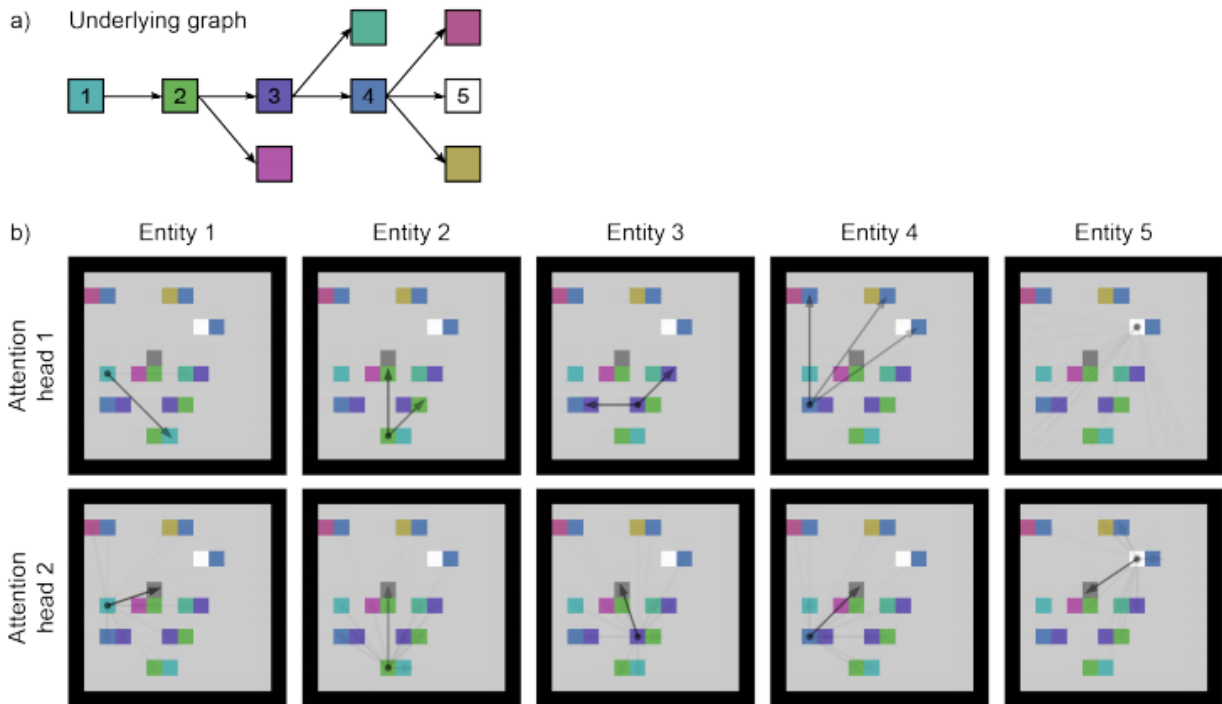 a) Underlying graph
1 2 3 4 5
b) Entity 1 Entity 2 Entity 3 Entity 4 Entity 5
Attention
head 1
Attention
head 2